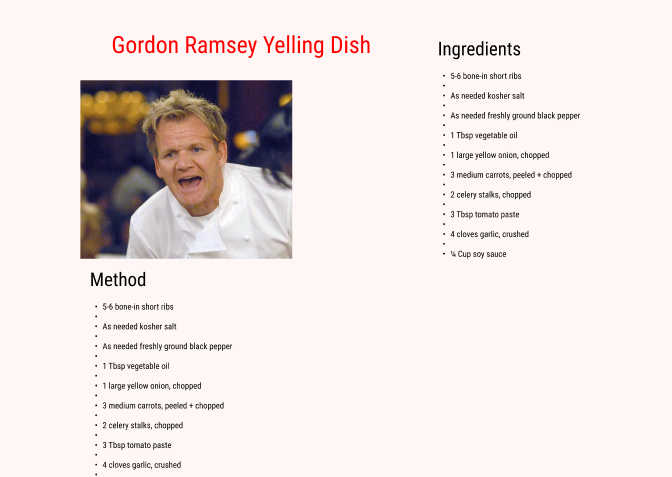 Gordon Ramsey Yelling Dish
Ingredients
• 5-6 bone-in short ribs
•
• As needed kosher salt
•
• As needed freshly ground black pepper
•
• 1 Tbsp vegetable oil
•
• 1 large yellow onion, chopped
•
• 3 medium carrots, peeled + chopped
•
• 2 celery stalks, chopped
•
• 3 Tbsp tomato paste
•
• 4 cloves garlic, crushed
•
• ¼ Cup soy sauce
Method
• 5-6 bone-in short ribs
•
• As needed kosher salt
•
• As needed freshly ground black pepper
•
• 1 Tbsp vegetable oil
•
• 1 large yellow onion, chopped
•
• 3 medium carrots, peeled + chopped
•
• 2 celery stalks, chopped
•
• 3 Tbsp tomato paste
•
• 4 cloves garlic, crushed
•